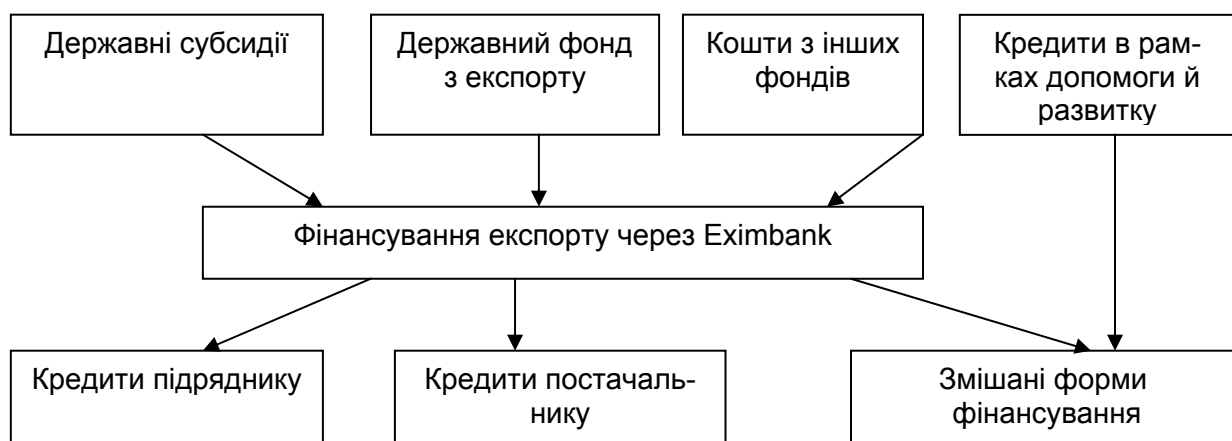 Державні субсидії
Державний фонд
з експорту
Кошти з інших
фондів
Кредити в рам-
ках допомоги й
развитку
Фінансування експорту через Eximbank
Кредити підряднику
Кредити постачаль-
нику
Змішані форми
фінансування